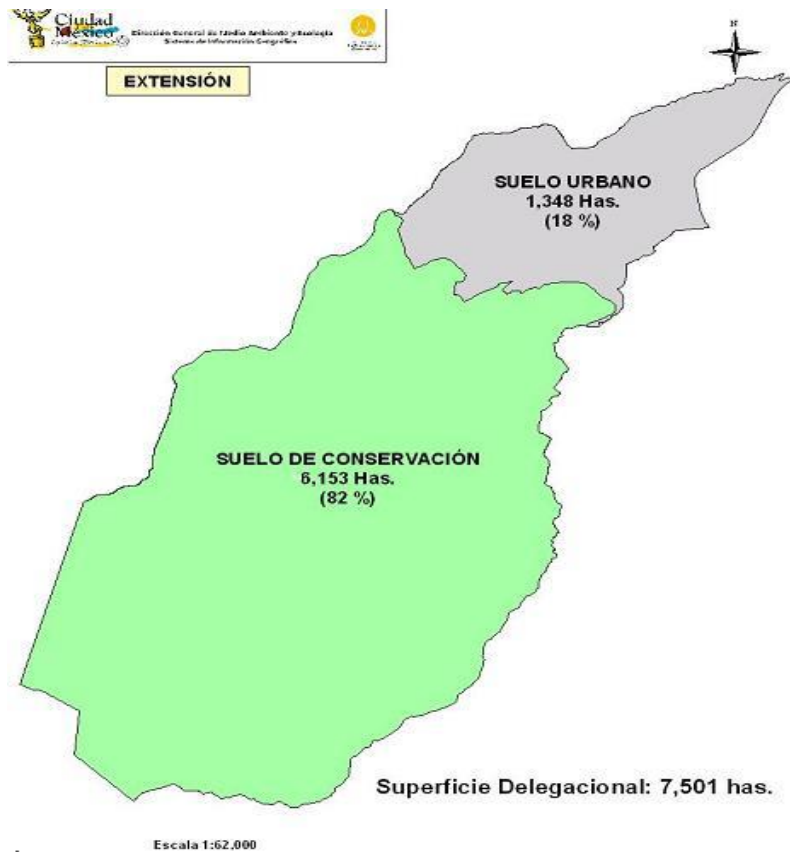 Ciudad
México
Dirección General de Medio Ambiente y Ecología
Sistema de Información Geográfica
N
EXTENSIÓN
SUELO URBANO
1,348 Has.
(18 %)
SUELO DE CONSERVACIÓN
6,153 Has.
(82 %)
Superficie Delegacional: 7,501 has.
Escala 1:62,000